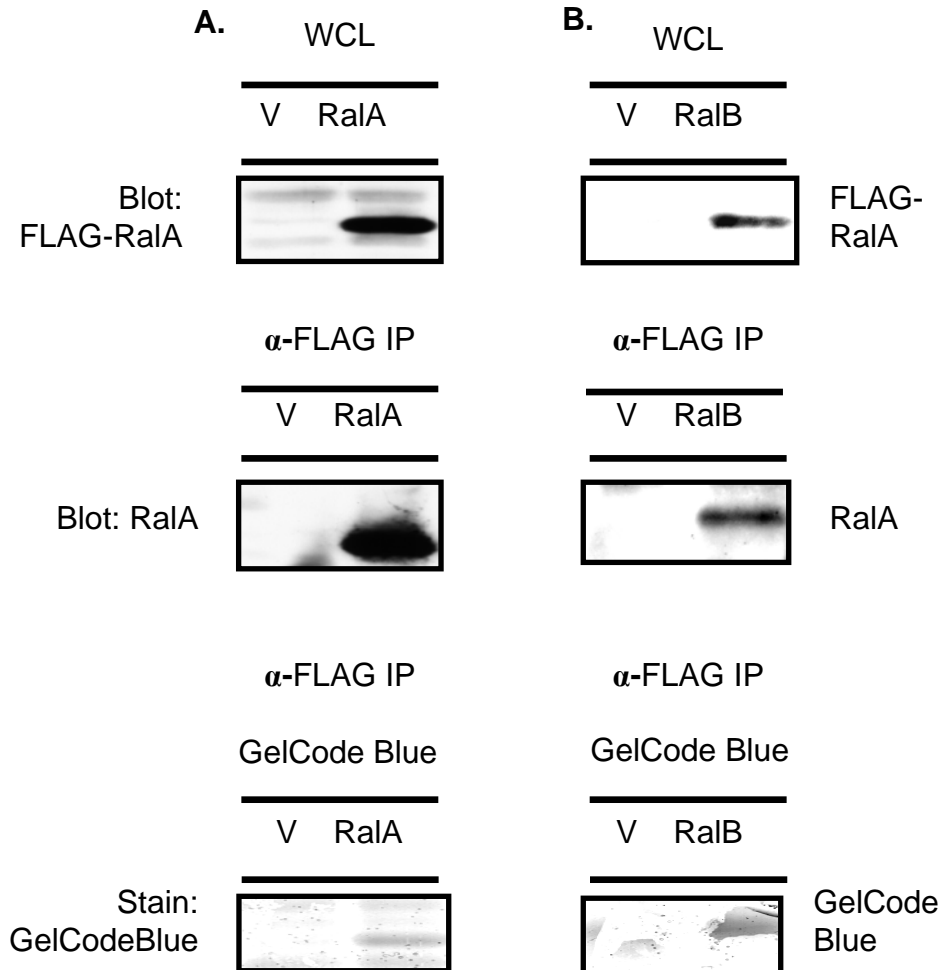 A.
WCL
V RalA
Blot:
FLAG-RalA
α-FLAG IP
V RalA
Blot: RalA
α-FLAG IP
GelCode Blue
V RalA
Stain:
GelCodeBlue
B.
WCL
V RalB
FLAG-
RalA
α-FLAG IP
V RalB
RalA
α-FLAG IP
GelCode Blue
V RalB
GelCode
Blue